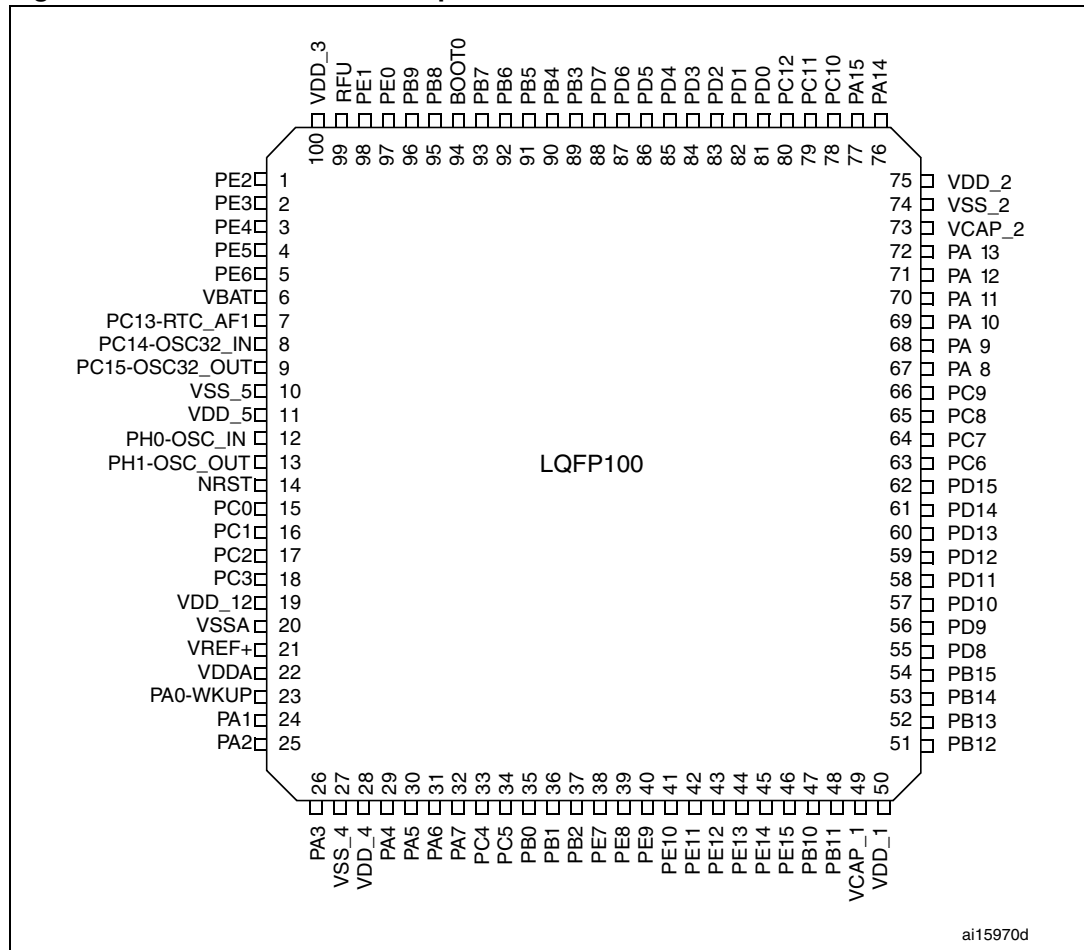 VDD_3
RFU
PE1
PE0
PB9
PB8
BOOT0
PB7
PB6
PB5
PB4
PB3
PD7
PD6
PD5
PD4
PD3
PD2
PD1
PD0
PC12
PC11
PC10
PA15
PA14
100
99
98
97
96
95
94
93
92
91
90
89
88
87
86
85
84
83
82
81
80
79
78
77
76
PE2 1
PE3 2
PE4 3
PE5 4
PE6 5
VBAT 6
PC13-RTC_AF1 7
PC14-OSC32_IN 8
PC15-OSC32_OUT 9
VSS_5 10
VDD_5 11
PH0-OSC_IN 12
PH1-OSC_OUT 13
NRST 14
PC0 15
PC1 16
PC2 17
PC3 18
VDD_12 19
VSSA 20
VREF+ 21
VDDA 22
PA0-WKUP 23
PA1 24
PA2 25
LQFP100
75 VDD_2
74 VSS_2
73 VCAP_2
72 PA 13
71 PA 12
70 PA 11
69 PA 10
68 PA 9
67 PA 8
66 PC9
65 PC8
64 PC7
63 PC6
62 PD15
61 PD14
60 PD13
59 PD12
58 PD11
57 PD10
56 PD9
55 PD8
54 PB15
53 PB14
52 PB13
51 PB12
26
27
28
29
30
31
32
33
34
35
36
37
38
39
40
41
42
43
44
45
46
47
48
49
50
PA3
VSS_4
VDD_4
PA4
PA5
PA6
PA7
PC4
PC5
PB0
PB1
PB2
PE7
PE8
PE9
PE10
PE11
PE12
PE13
PE14
PE15
PB10
PB11
VCAP_1
VDD_1
ai15970d